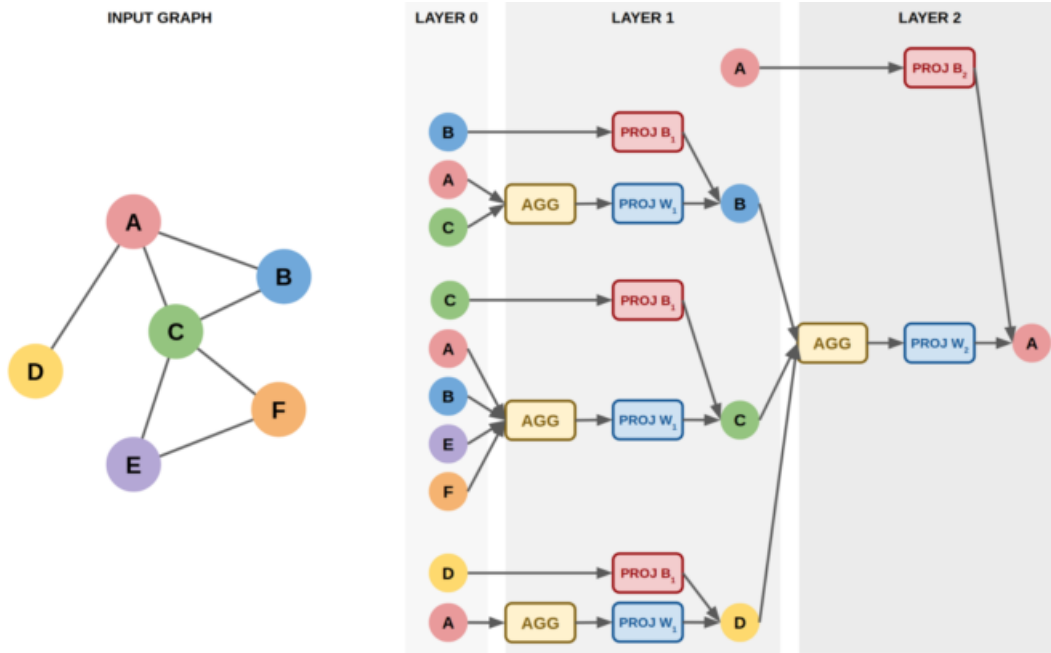 INPUT GRAPH
A
B
C
D
F
E
LAYER 0
LAYER 1
LAYER 2
A
PROJ B₂
B
PROJ B₁
A
C
AGG
PROJ W₁
B
C
PROJ B₁
A
B
E
F
AGG
PROJ W₁
C
AGG
PROJ W₂
A
D
PROJ B₁
A
AGG
PROJ W₁
D